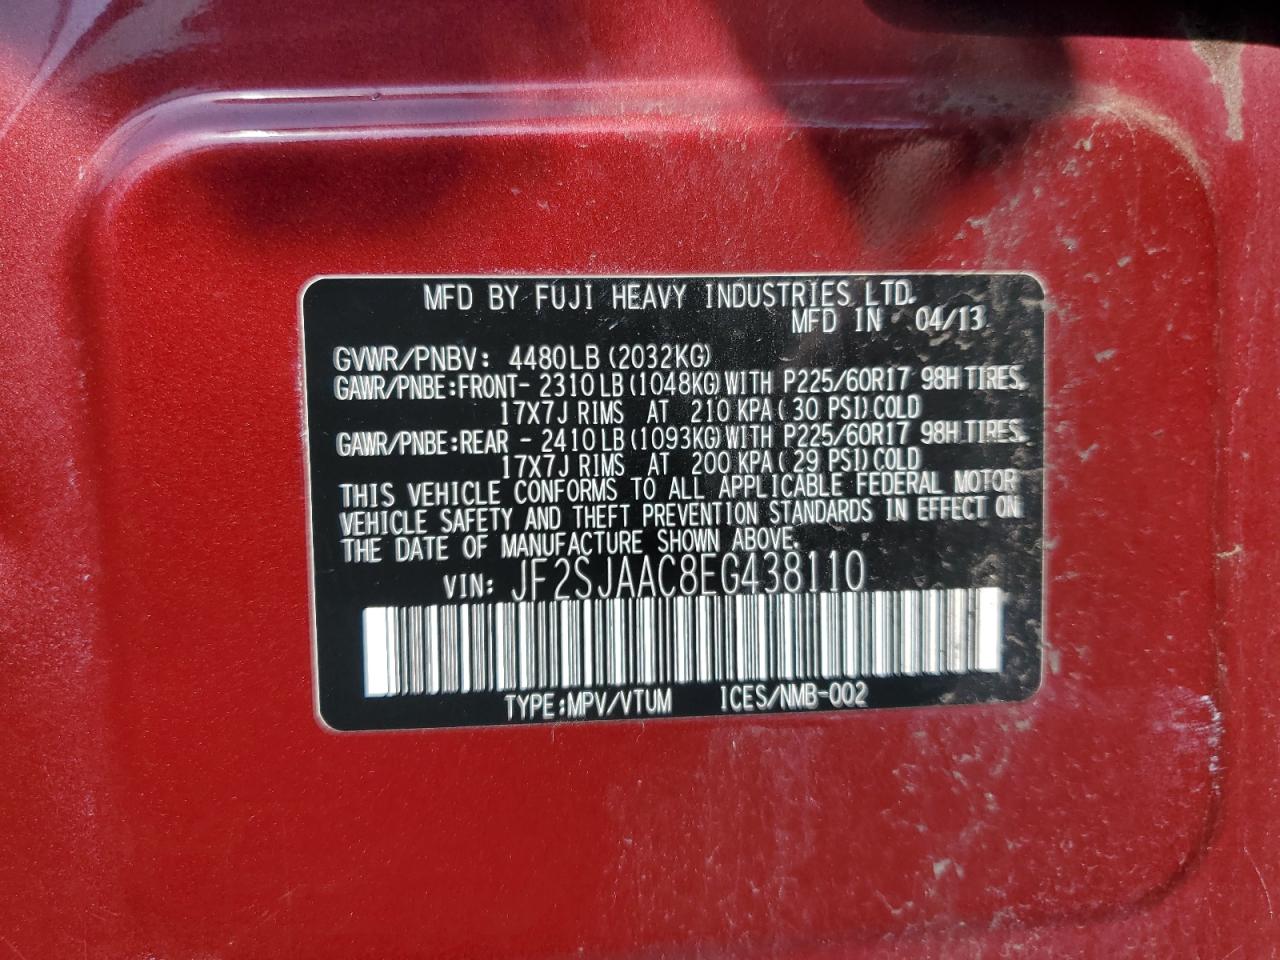 MFD BY FUJI HEAVY INDUSTRIES LTD.
MFD IN 04/13
GVWR/PNBV: 4480LB (2032KG)
GAWR/PNBE:FRONT- 2310LB(1048KG)WITH P225/60R17 98H TIRES,
17X7J RIMS AT 210 KPA(30 PSI)COLD
GAWR/PNBE:REAR - 2410LB(1093KG)WITH P225/60R17 98H TIRES,
17X7J RIMS AT 200 KPA(29 PSI)COLD
THIS VEHICLE CONFORMS TO ALL APPLICABLE FEDERAL MOTOR
VEHICLE SAFETY AND THEFT PREVENTION STANDARDS IN EFFECT ON
THE DATE OF MANUFACTURE SHOWN ABOVE.
VIN: JF2SJAAC8EG438110
TYPE:MPV/VTUM ICES/NMB-002